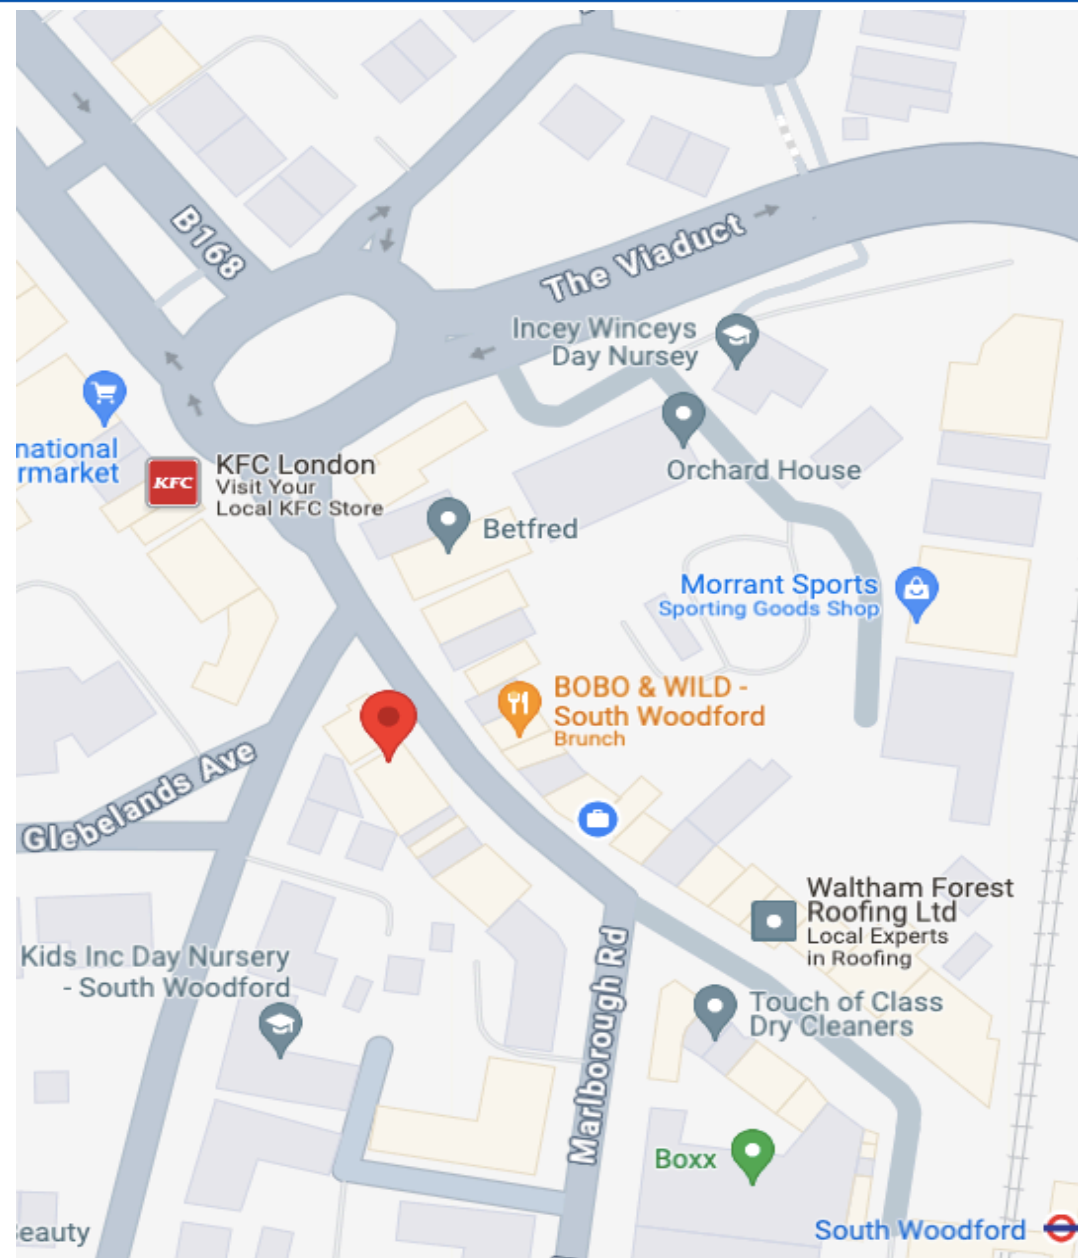 B168
The Viaduct
Incey Winceys
Day Nursey
national
rmarket
KFC
KFC London
Visit Your
Local KFC Store
Orchard House
Betfred
Morrant Sports
Sporting Goods Shop
BOBO & WILD -
South Woodford
Brunch
Glebelands Ave
Waltham Forest
Roofing Ltd
Local Experts
in Roofing
Kids Inc Day Nursery
- South Woodford
Marlborough Rd
Touch of Class
Dry Cleaners
Boxx
eauty
South Woodford